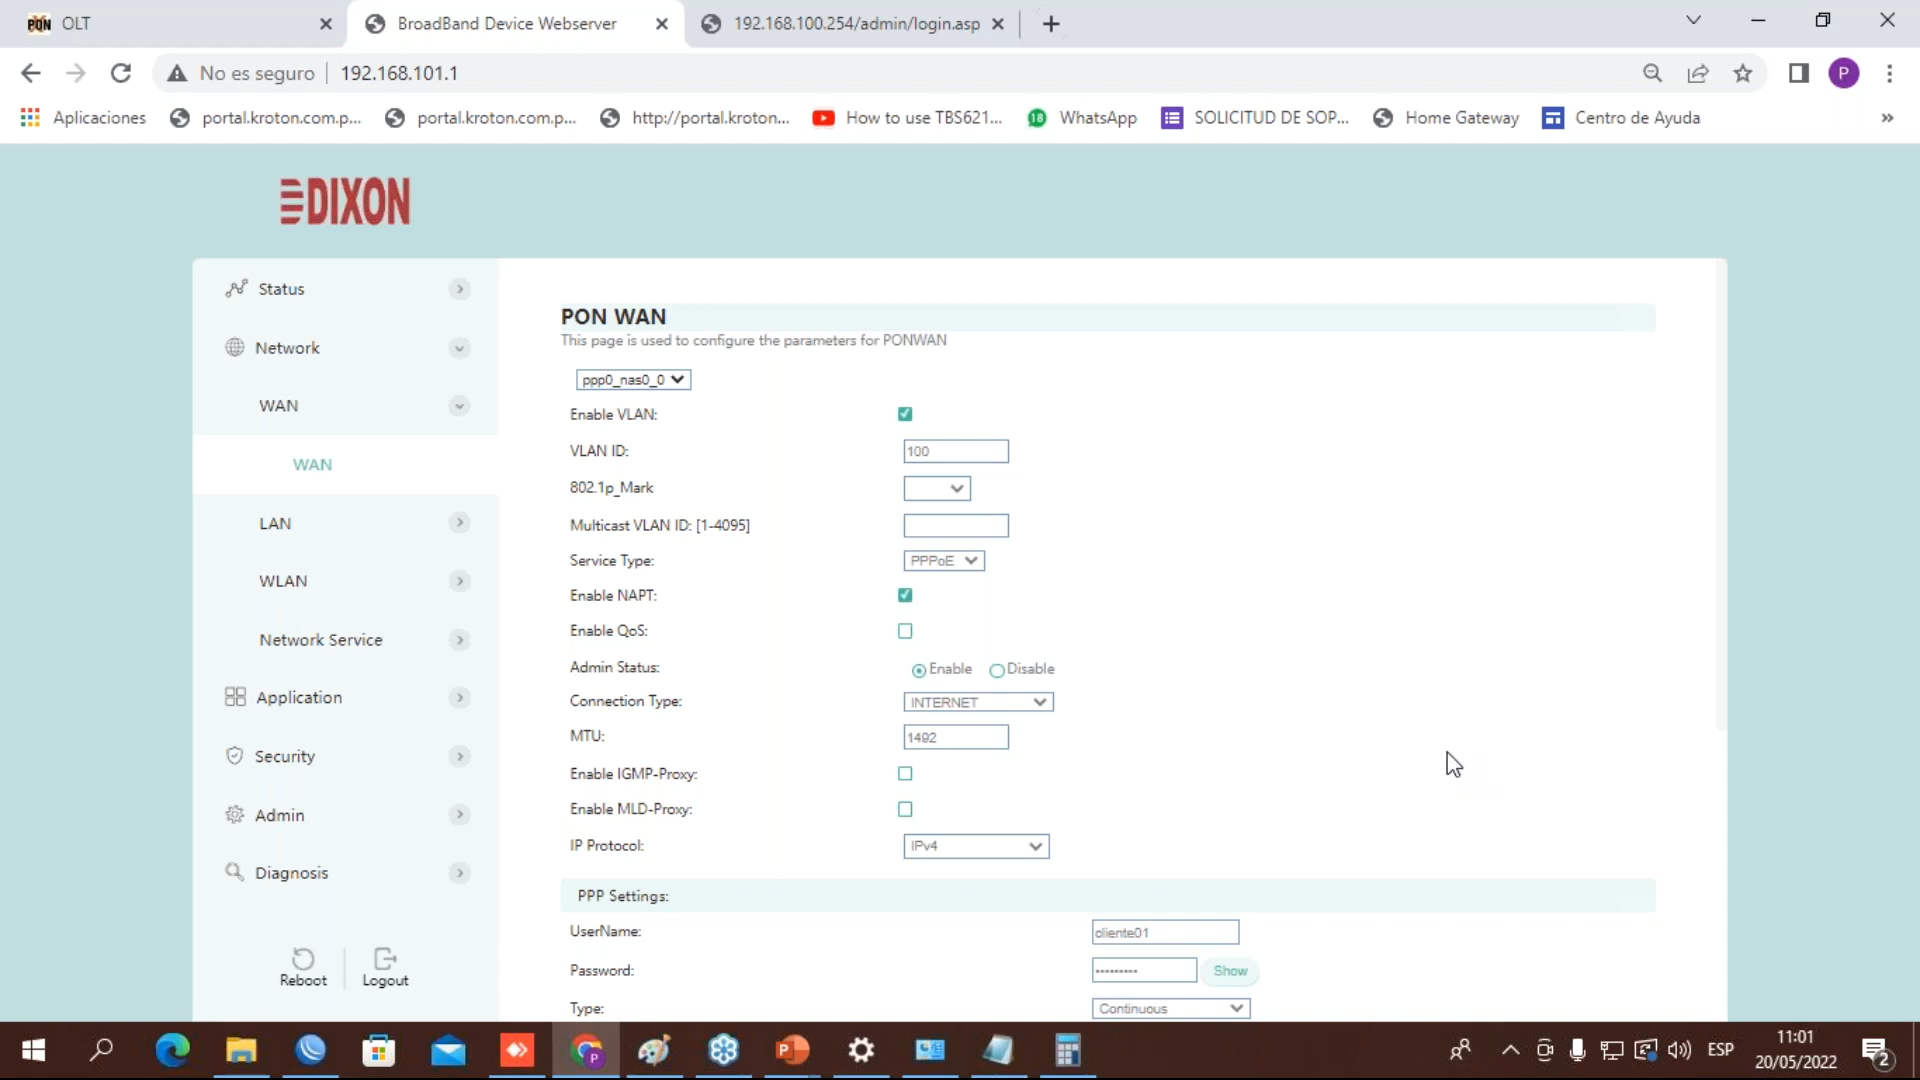 PON OLT
BroadBand Device Webserver
192.168.100.254/admin/login.asp
No es seguro 192.168.101.1
P
Aplicaciones portal.kroton.com.p... portal.kroton.com.p... http://portal.kroton... How to use TBS621... 18 WhatsApp SOLICITUD DE SOP... Home Gateway Centro de Ayuda »
DIXON
Status
Network
WAN
WAN
LAN
WLAN
Network Service
Application
Security
Admin
Diagnosis
Reboot Logout
PON WAN
This page is used to configure the parameters for PONWAN
ppp0_nas0_0
Enable VLAN:
VLAN ID: 100
802.1p_Mark
Multicast VLAN ID: [1-4095]
Service Type: PPPoE
Enable NAPT:
Enable QoS:
Admin Status: Enable Disable
Connection Type: INTERNET
MTU: 1492
Enable IGMP-Proxy:
Enable MLD-Proxy:
IP Protocol: IPv4
PPP Settings:
UserName: cliente01
Password: ••••••••• Show
Type: Continuous
P
P
ESP
11:01
20/05/2022
2